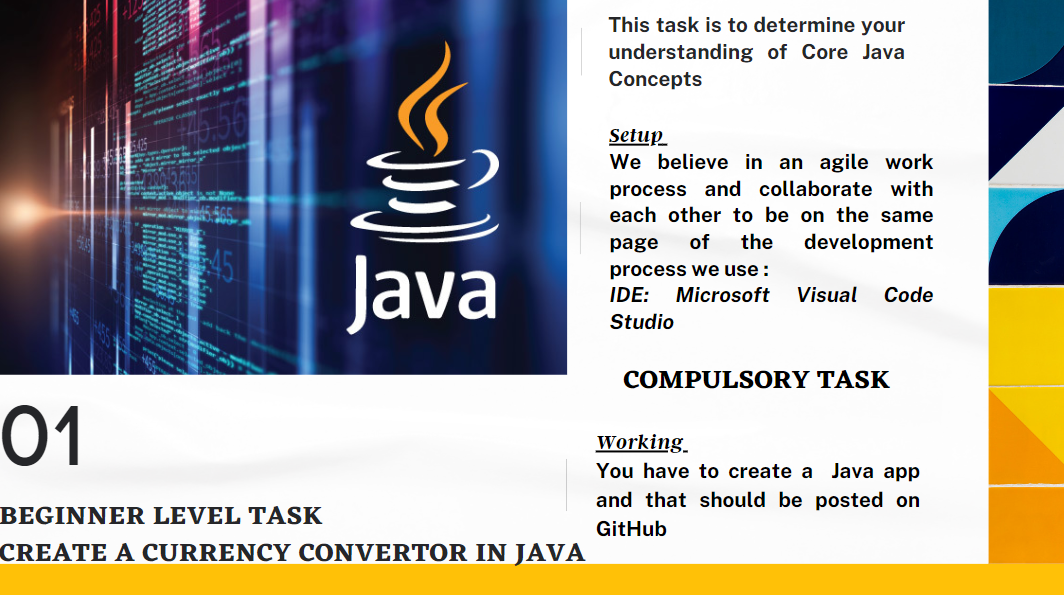 Java
This task is to determine your
understanding of Core Java
Concepts
Setup
We believe in an agile work
process and collaborate with
each other to be on the same
page of the development
process we use :
IDE: Microsoft Visual Code
Studio
COMPULSORY TASK
Working
You have to create a Java app
and that should be posted on
GitHub
01
BEGINNER LEVEL TASK
CREATE A CURRENCY CONVERTOR IN JAVA